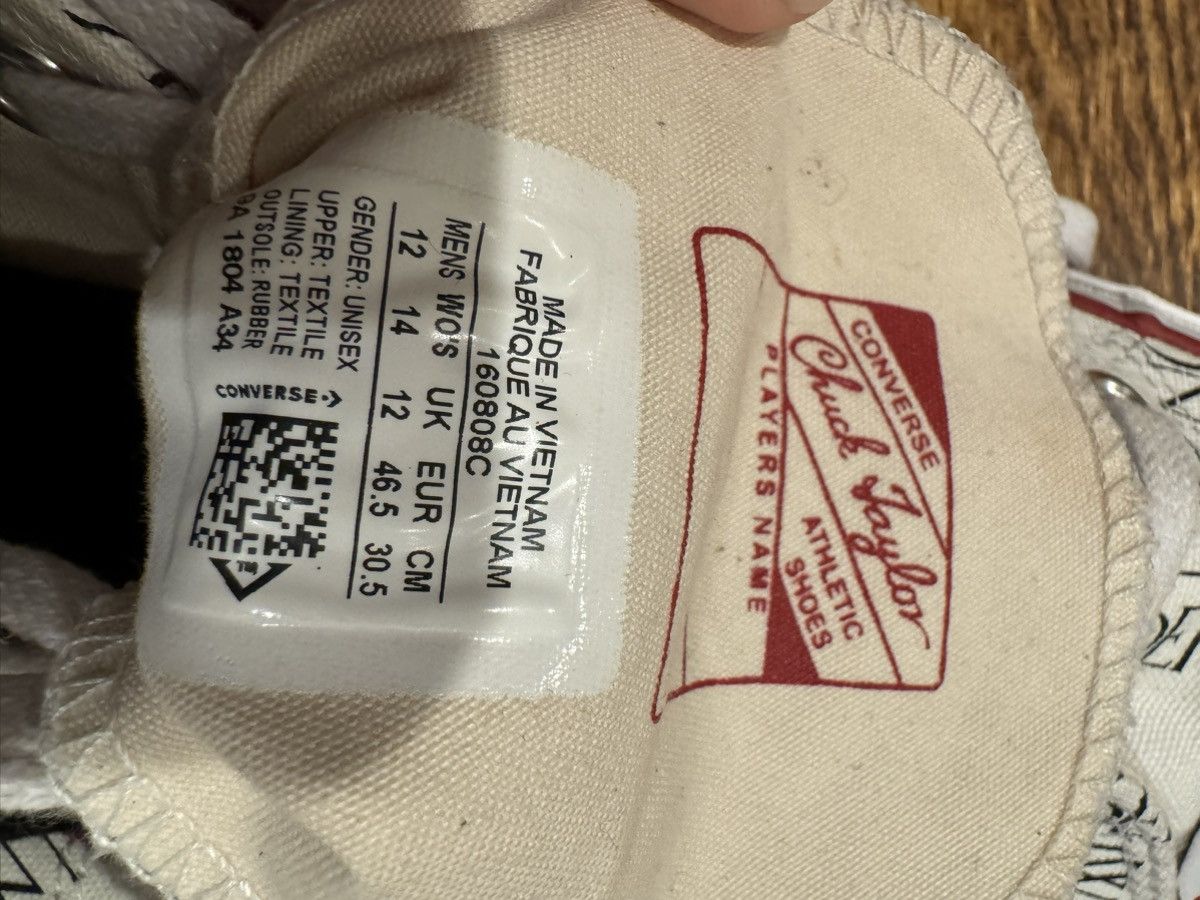 MADE IN VIETNAM
FABRIQUE AU VIETNAM
160808C
MENS WO'S UK EUR CM
12 14 12 46.5 30.5
GENDER: UNISEX
UPPER: TEXTILE
LINING: TEXTILE
OUTSOLE: RUBBER
1804 A34
CONVERSE
CONVERSE
Chuck Taylor
ATHLETIC
SHOES
PLAYERS NAME